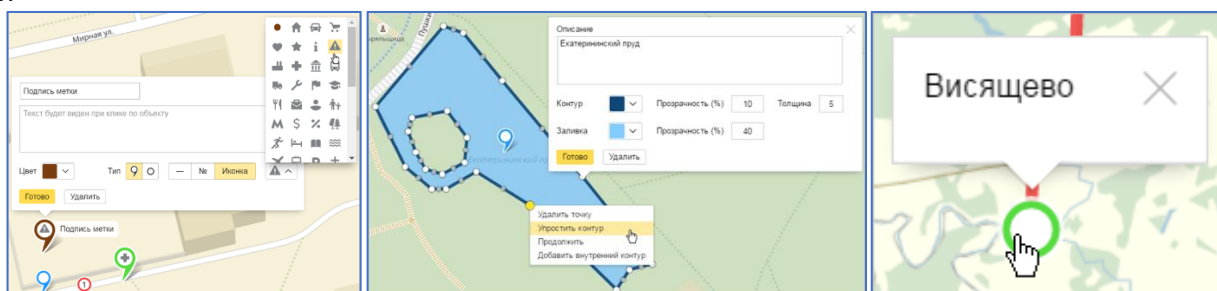 Мирная ул.
Подпись метки
Текст будет виден при клике по объекту
Цвет
Тип
№
Иконка
Готово
Удалить
Подпись метки
1
Описание
Екатерининский пруд
Контур
Прозрачность (%)
10
Толщина
5
Заливка
Прозрачность (%)
40
Готово
Удалить
Екатерининский
Удалить точку
Упростить контур
Продолжить
Добавить внутренний контур
Висящево